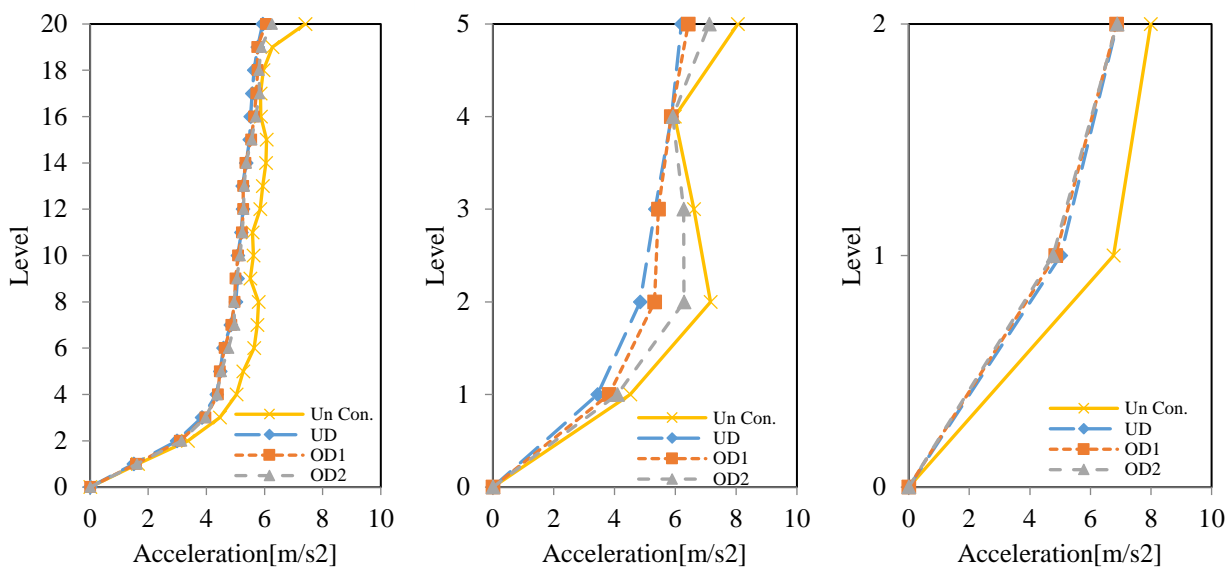 20
18
16
14
12
10
8
6
4
2
0
Level
0 2 4 6 8 10
Acceleration[m/s2]
Un Con.
UD
OD1
OD2
5
4
3
2
1
0
Level
0 2 4 6 8 10
Acceleration[m/s2]
Un Con.
UD
OD1
OD2
2
1
0
Level
0 2 4 6 8 10
Acceleration[m/s2]
Un Con.
UD
OD1
OD2